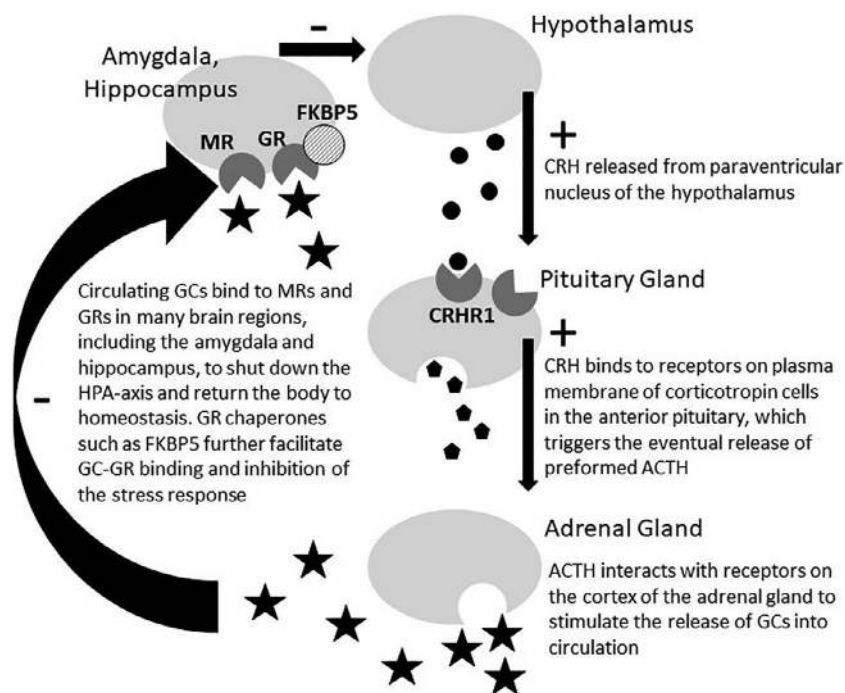 Amygdala,
Hippocampus
-
Hypothalamus
FKBP5
MR
GR
+
CRH released from paraventricular
nucleus of the hypothalamus
Pituitary Gland
CRHR1
+
CRH binds to receptors on plasma
membrane of corticotropin cells
in the anterior pituitary, which
triggers the eventual release of
preformed ACTH
Circulating GCs bind to MRs and
GRs in many brain regions,
including the amygdala and
hippocampus, to shut down the
HPA-axis and return the body to
homeostasis. GR chaperones
such as FKBP5 further facilitate
GC-GR binding and inhibition of
the stress response
-
Adrenal Gland
ACTH interacts with receptors on
the cortex of the adrenal gland to
stimulate the release of GCs into
circulation